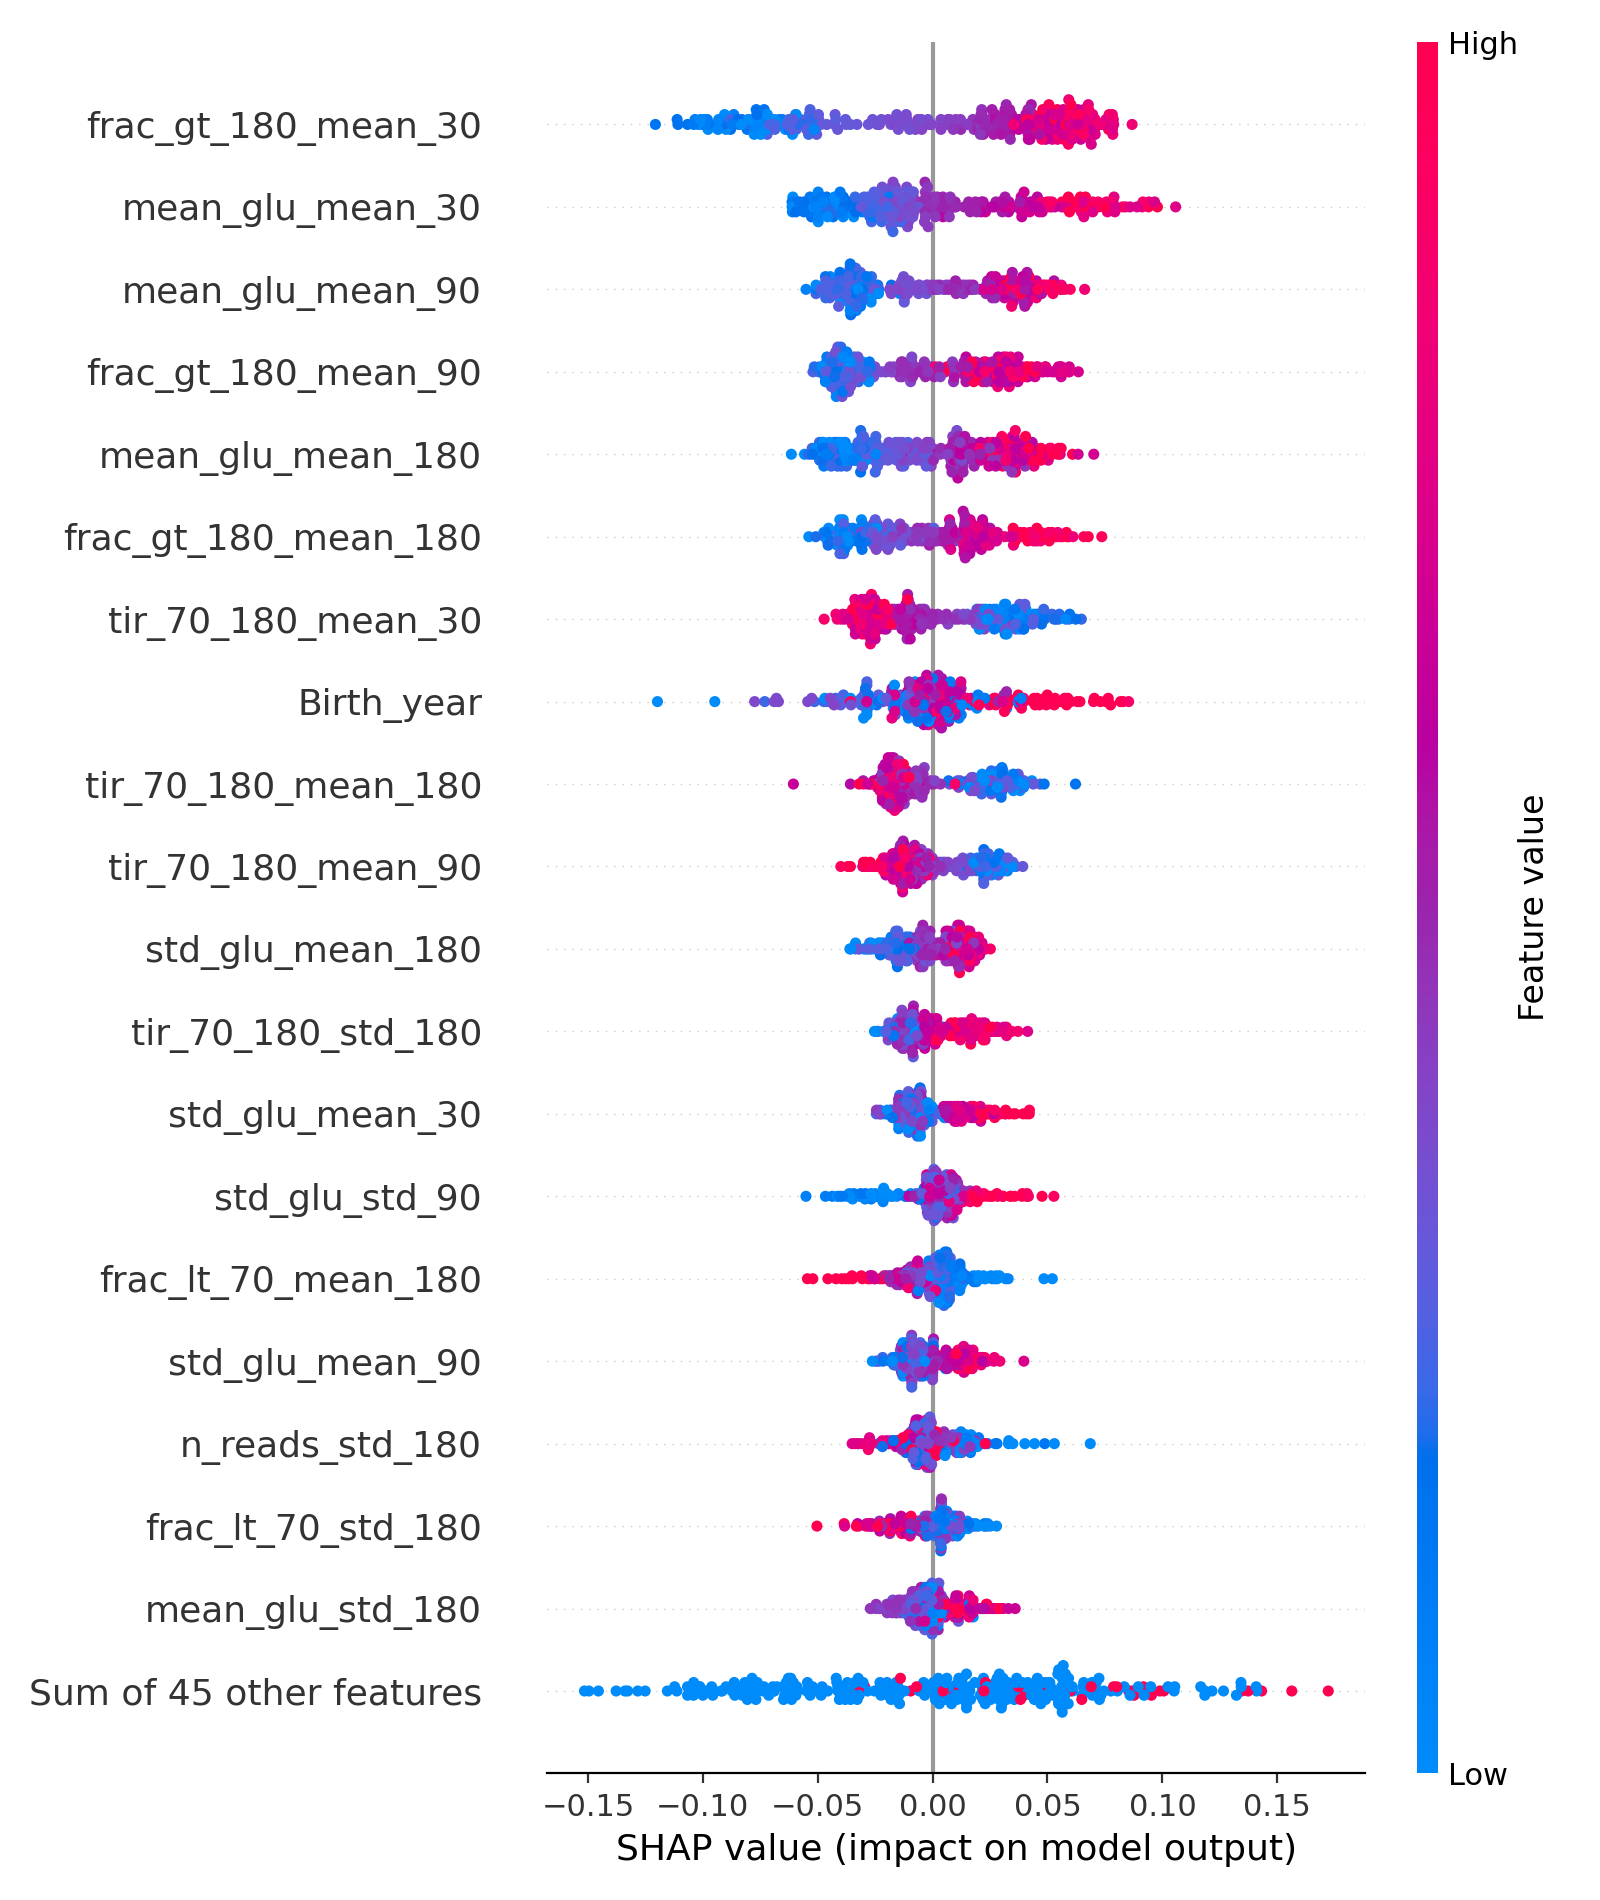 High
frac_gt_180_mean_30
mean_glu_mean_30
mean_glu_mean_90
frac_gt_180_mean_90
mean_glu_mean_180
frac_gt_180_mean_180
tir_70_180_mean_30
Birth_year
tir_70_180_mean_180
tir_70_180_mean_90
std_glu_mean_180
tir_70_180_std_180
std_glu_mean_30
std_glu_std_90
frac_lt_70_mean_180
std_glu_mean_90
n_reads_std_180
frac_lt_70_std_180
mean_glu_std_180
Sum of 45 other features
Feature value
Low
−0.15 −0.10 −0.05 0.00 0.05 0.10 0.15
SHAP value (impact on model output)